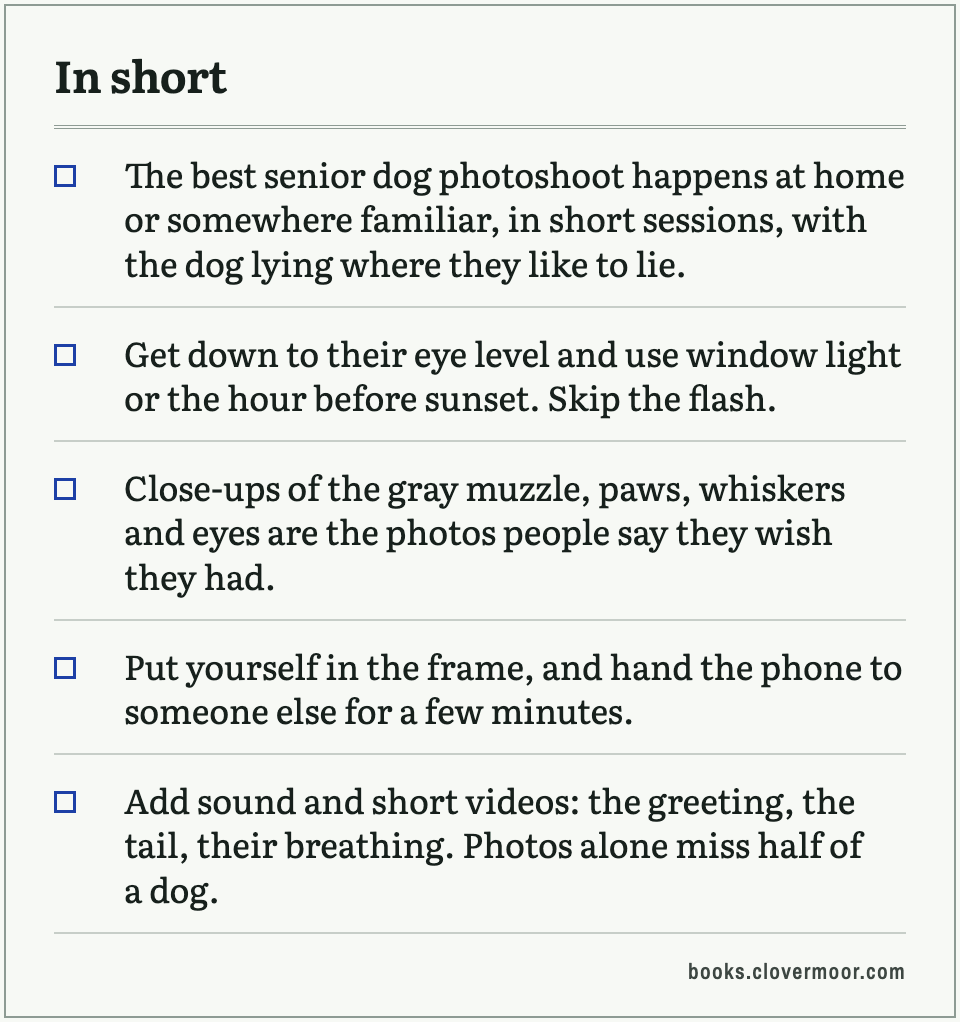 In short
The best senior dog photoshoot happens at home
or somewhere familiar, in short sessions, with
the dog lying where they like to lie.
Get down to their eye level and use window light
or the hour before sunset. Skip the flash.
Close-ups of the gray muzzle, paws, whiskers
and eyes are the photos people say they wish
they had.
Put yourself in the frame, and hand the phone to
someone else for a few minutes.
Add sound and short videos: the greeting, the
tail, their breathing. Photos alone miss half of
a dog.
books.clovermoor.com